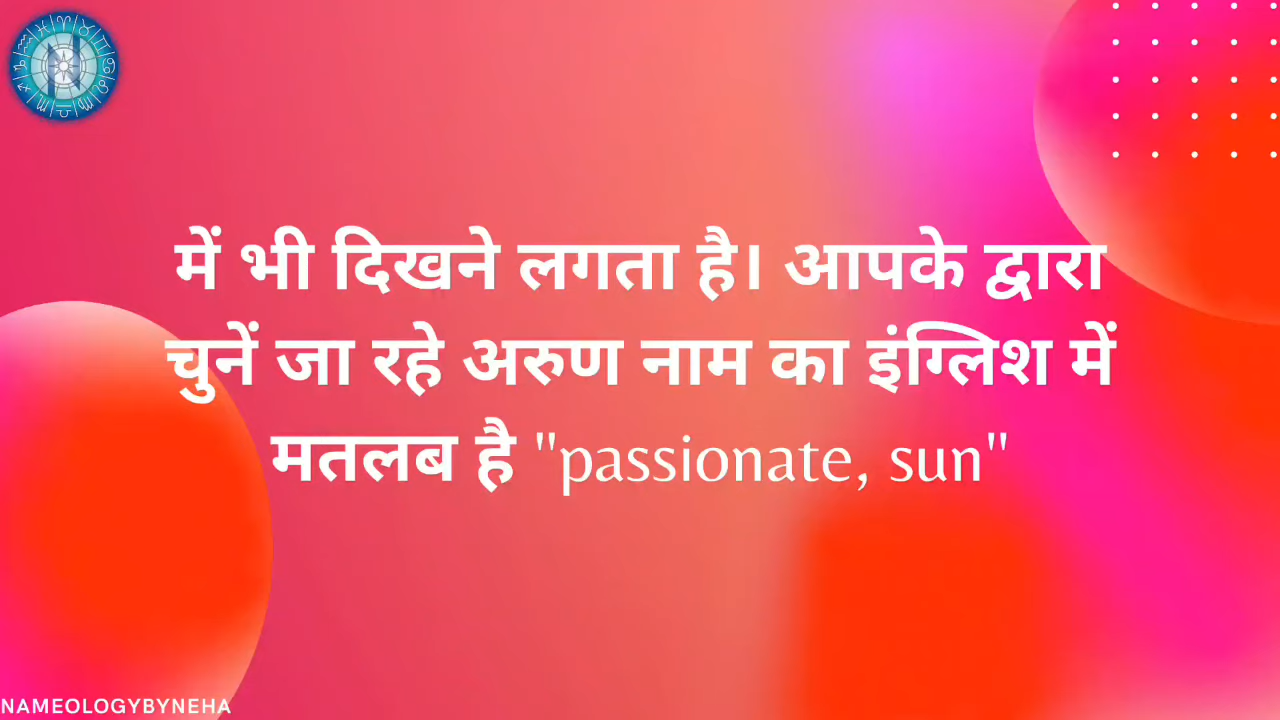 में भी दिखने लगता है। आपके द्वारा
चुनें जा रहे अरुण नाम का इंग्लिश में
मतलब है "passionate, sun"
NAMEOLOGYBYNEHA